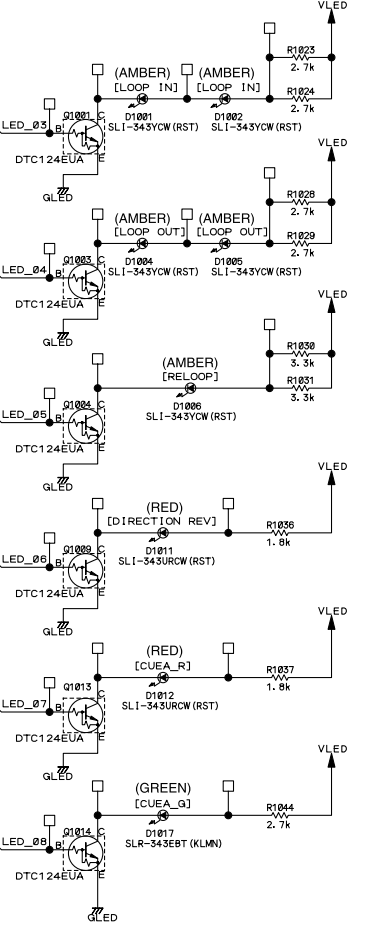 VLED
R1023
2.7k
(AMBER) (AMBER)
[LOOP IN] [LOOP IN]
R1024
2.7k
D1001 D1002
SLI-343YCW(RST) SLI-343YCW(RST)
LED_03
Q1001
B C E
DTC124EUA
GLED
VLED
R1028
2.7k
(AMBER) (AMBER)
[LOOP OUT] [LOOP OUT]
R1029
2.7k
D1004 D1005
SLI-343YCW(RST) SLI-343YCW(RST)
LED_04
Q1003
B C E
DTC124EUA
GLED
VLED
R1030
3.3k
(AMBER)
[RELOOP]
R1031
3.3k
D1006
SLI-343YCW(RST)
LED_05
Q1004
B C E
DTC124EUA
GLED
VLED
(RED)
[DIRECTION REV]
R1036
1.8k
D1011
SLI-343URCW(RST)
LED_06
Q1009
B C E
DTC124EUA
GLED
VLED
(RED)
[CUEA_R]
R1037
1.8k
D1012
SLI-343URCW(RST)
LED_07
Q1013
B C E
DTC124EUA
GLED
VLED
(GREEN)
[CUEA_G]
R1044
2.7k
D1017
SLR-343EBT(KLMN)
LED_08
Q1014
B C E
DTC124EUA
GLED